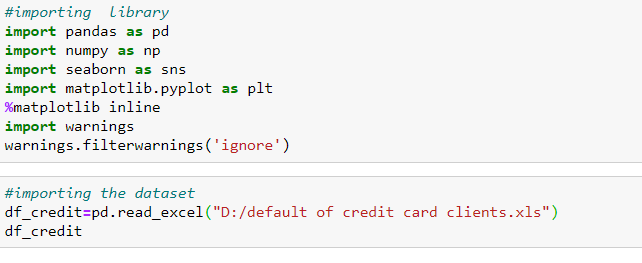 #importing  library
import pandas as pd
import numpy as np
import seaborn as sns
import matplotlib.pyplot as plt
%matplotlib inline
import warnings
warnings.filterwarnings('ignore')
#importing the dataset
df_credit=pd.read_excel("D:/default of credit card clients.xls")
df_credit